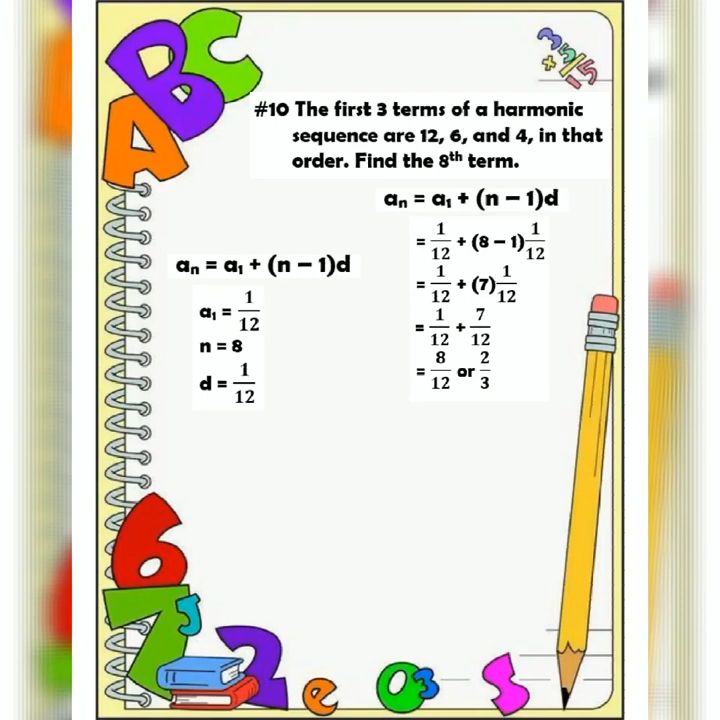 ABC
A
3 5
+ 15
#10 The first 3 terms of a harmonic
sequence are 12, 6, and 4, in that
order. Find the 8th term.
aₙ = a₁ + (n – 1)d
a₁ = 1/12
n = 8
d = 1/12
aₙ = a₁ + (n – 1)d
= 1/12 + (8 – 1) 1/12
= 1/12 + (7) 1/12
= 1/12 + 7/12
= 8/12 or 2/3
6
7 J 2 e O 3 S